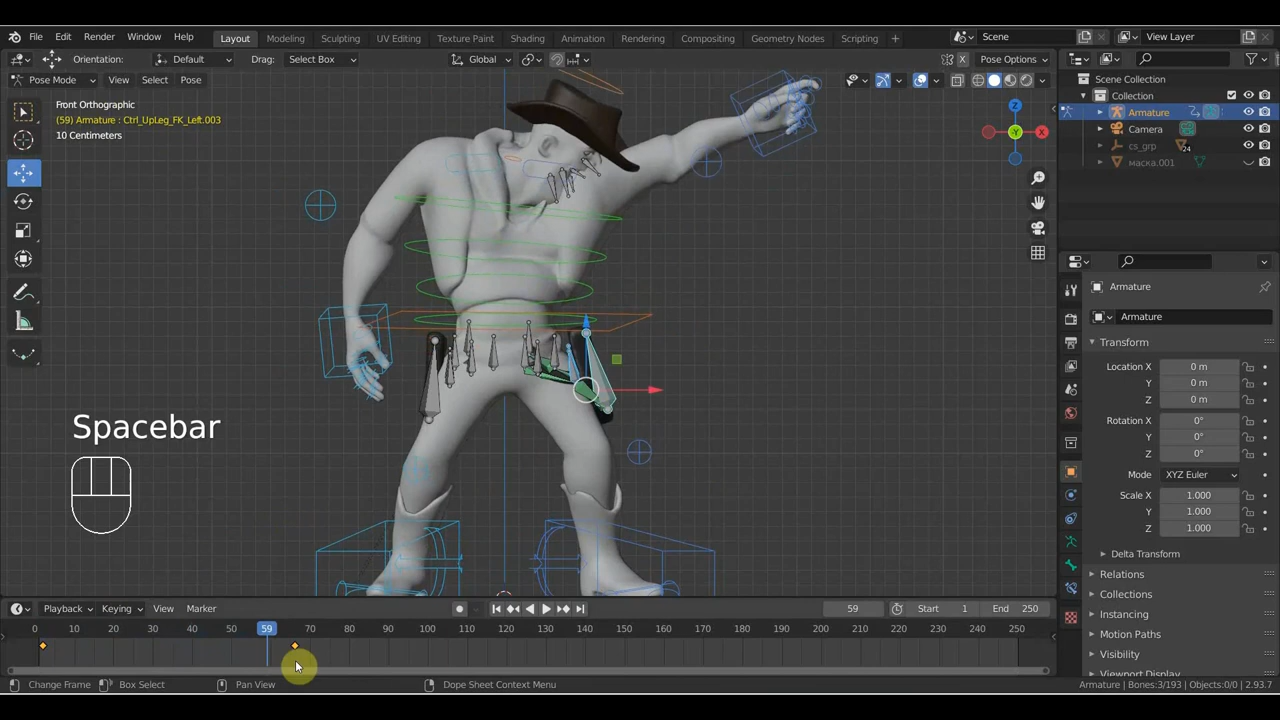 File Edit Render Window Help Layout Modeling Sculpting UV Editing Texture Paint Shading Animation Rendering Compositing Geometry Nodes Scripting + Scene View Layer
Orientation: Default Drag: Select Box Global X Pose Options
Pose Mode View Select Pose
Scene Collection
Collection
Armature
Camera
cs_grp 24
маска.001
Front Orthographic
(59) Armature : Ctrl_UpLeg_FK_Left.003
10 Centimeters
Z
X
Y
Spacebar
Armature
Armature
Transform
Location X 0 m
Y 0 m
Z 0 m
Rotation X 0°
Y 0°
Z 0°
Mode XYZ Euler
Scale X 1.000
Y 1.000
Z 1.000
Delta Transform
Relations
Collections
Instancing
Motion Paths
Visibility
Viewport Display
Playback Keying View Marker 59 Start 1 End 250
0 10 20 30 40 50 59 70 80 90 100 110 120 130 140 150 160 170 180 190 200 210 220 230 240 250
Change Frame Box Select Pan View Dope Sheet Context Menu Armature | Bones:3/193 | Objects:0/0 | 2.93.7